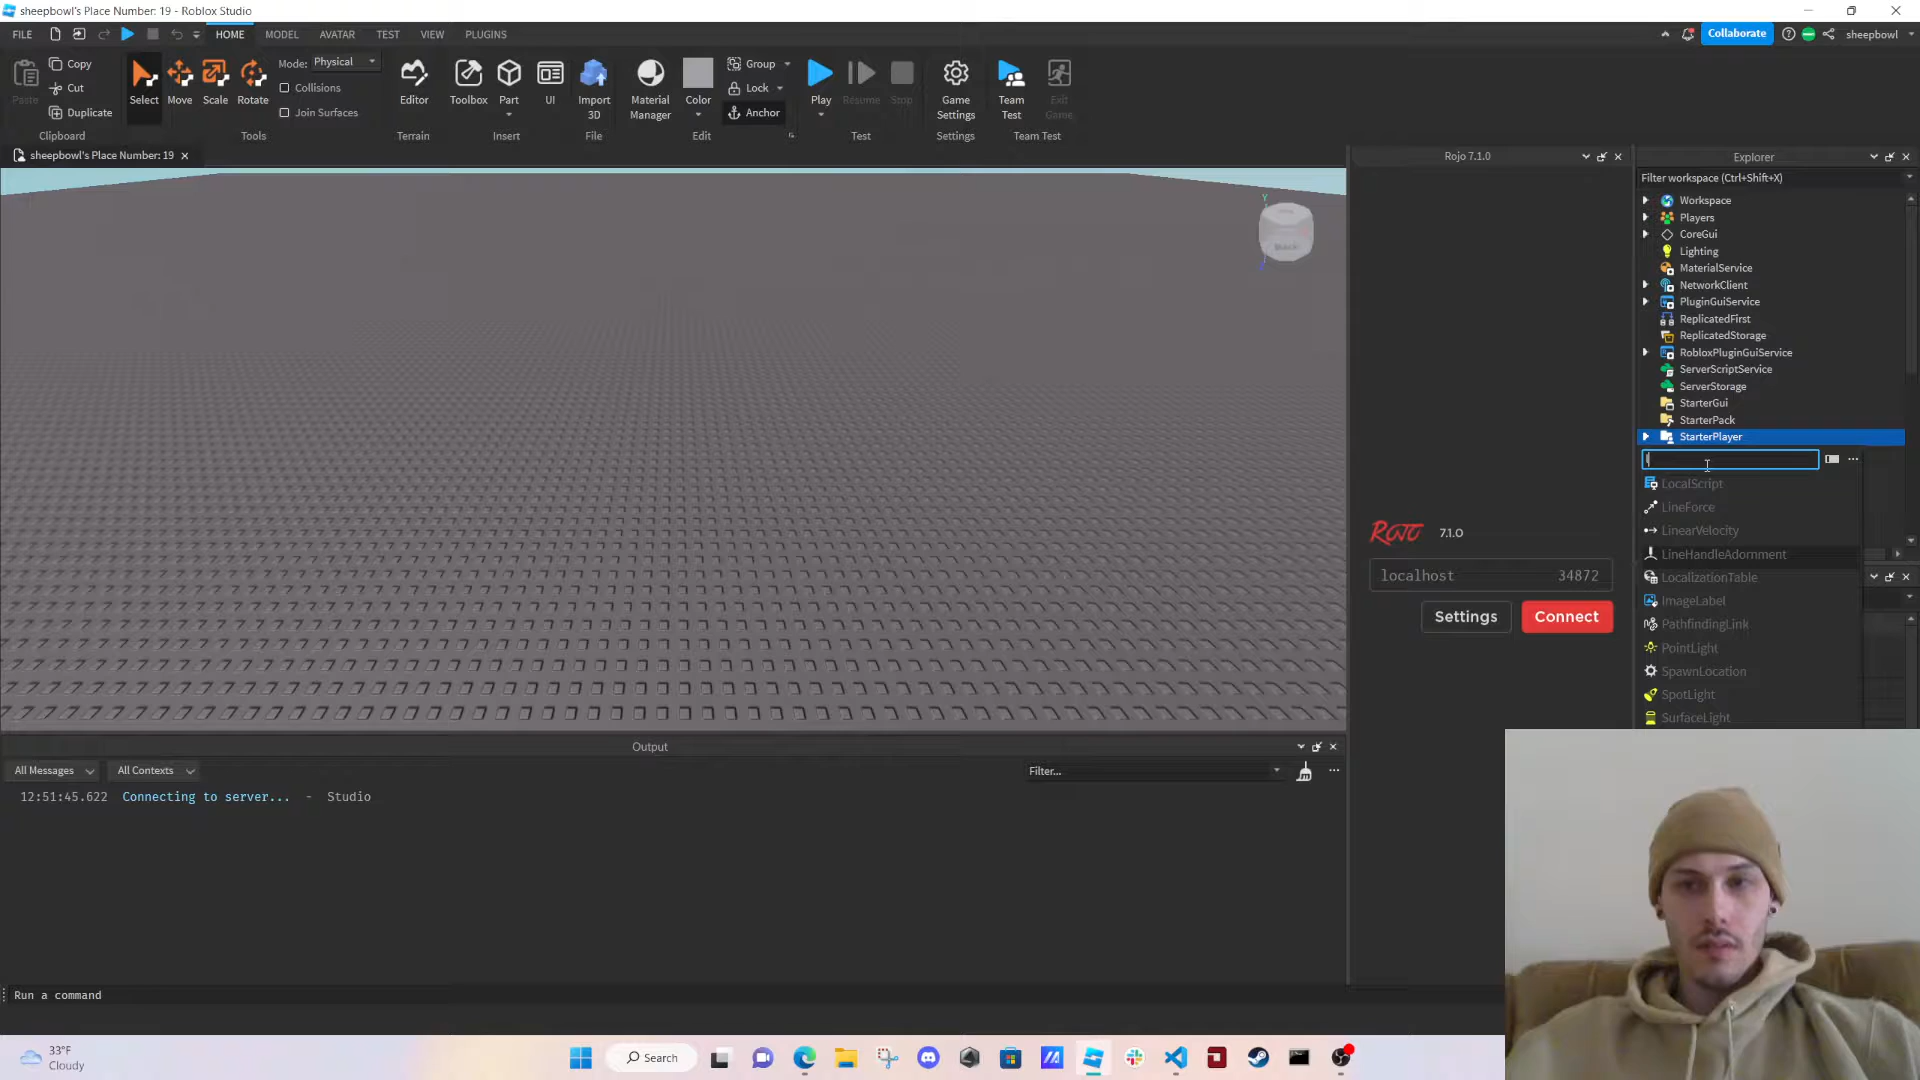 sheepbowl's Place Number: 19 - Roblox Studio
FILE HOME MODEL AVATAR TEST VIEW PLUGINS Collaborate sheepbowl
Paste
Copy
Cut
Duplicate
Clipboard
Select
Move
Scale
Rotate
Mode: Physical
Collisions
Join Surfaces
Tools
Editor
Terrain
Toolbox
Part
UI
Insert
Import
3D
File
Material
Manager
Color
Group
Lock
Anchor
Edit
Play
Resume
Stop
Test
Game
Settings
Settings
Team
Test
Exit
Game
Team Test
sheepbowl's Place Number: 19
Y
Back
Output
All Messages
All Contexts
Filter...
12:51:45.622 Connecting to server... - Studio
Run a command
Rojo 7.1.0
ROJO 7.1.0
localhost 34872
Settings Connect
Explorer
Filter workspace (Ctrl+Shift+X)
Workspace
Players
CoreGui
Lighting
MaterialService
NetworkClient
PluginGuiService
ReplicatedFirst
ReplicatedStorage
RobloxPluginGuiService
ServerScriptService
ServerStorage
StarterGui
StarterPack
StarterPlayer
l
LocalScript
LineForce
LinearVelocity
LineHandleAdornment
LocalizationTable
ImageLabel
PathfindingLink
PointLight
SpawnLocation
SpotLight
SurfaceLight
33°F
Cloudy
Search